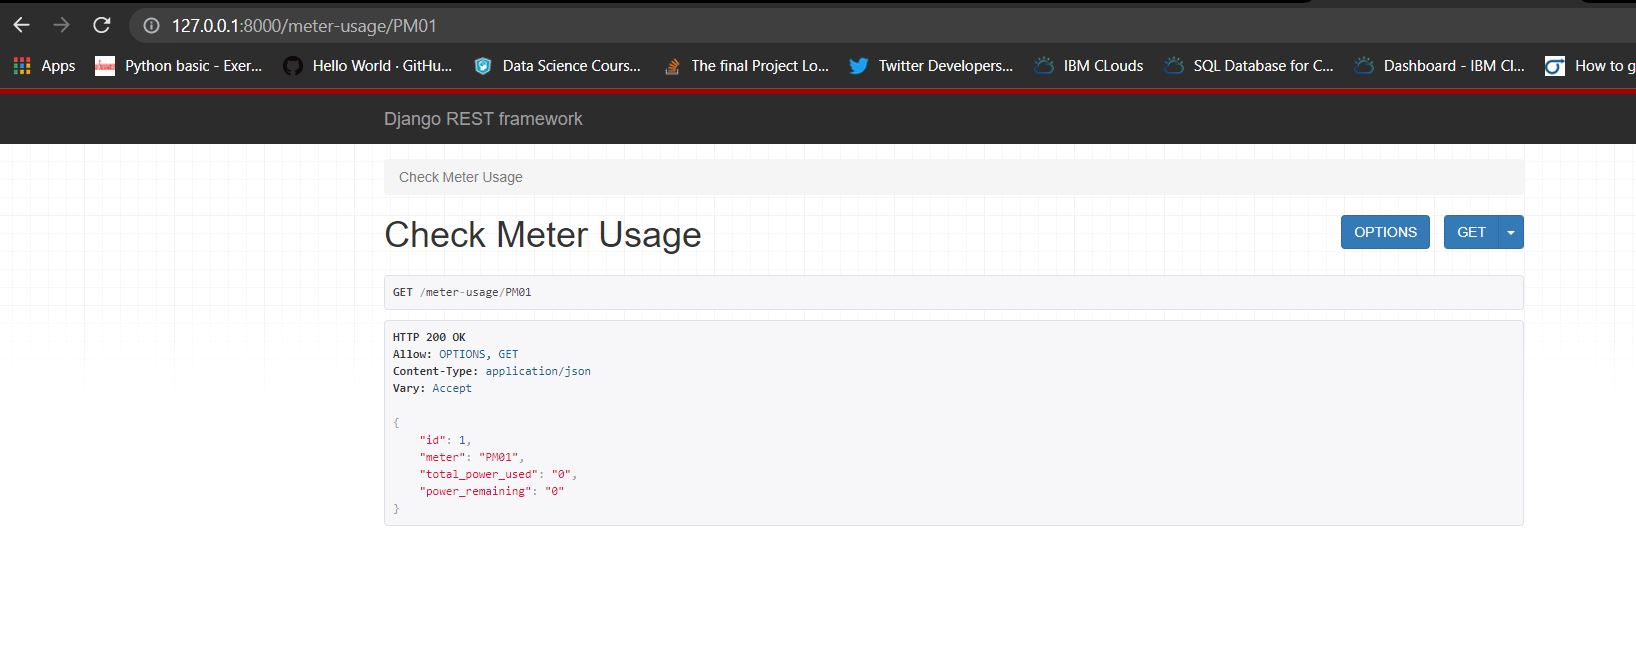 127.0.0.1:8000/meter-usage/PM01
Apps Python basic - Exer... Hello World · GitHu... Data Science Cours... The final Project Lo... Twitter Developers... IBM CLouds SQL Database for C... Dashboard - IBM Cl... How to g
Django REST framework
Check Meter Usage
Check Meter Usage OPTIONS GET
GET /meter-usage/PM01
HTTP 200 OK
Allow: OPTIONS, GET
Content-Type: application/json
Vary: Accept
{
"id": 1,
"meter": "PM01",
"total_power_used": "0",
"power_remaining": "0"
}